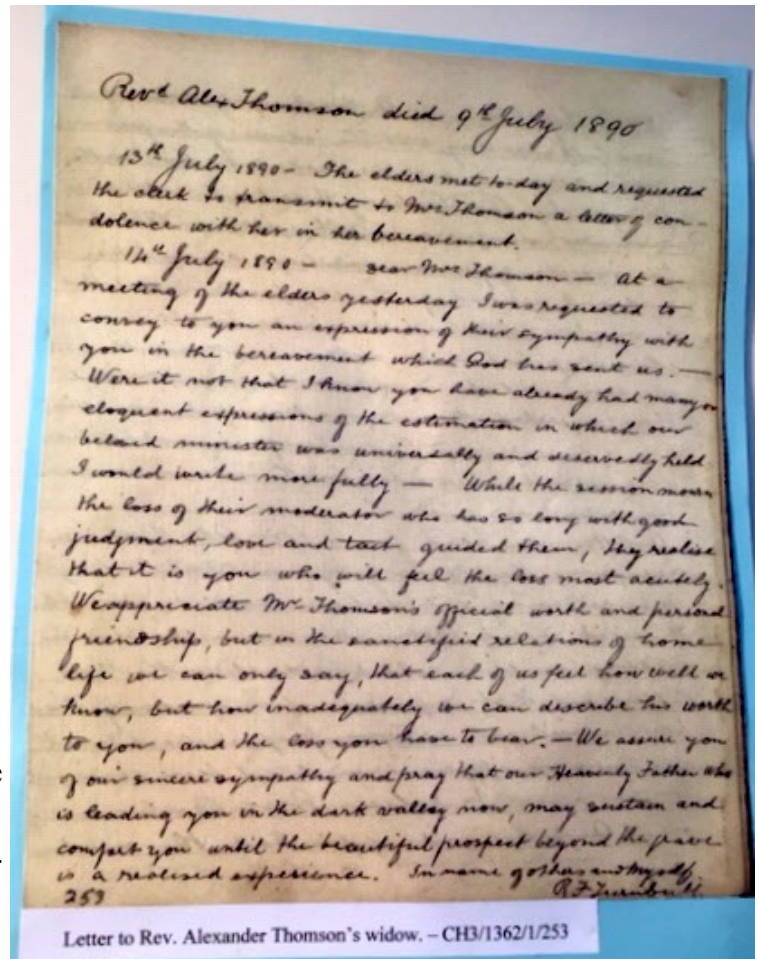 Revd Alex Thomson died 9th July 1890
13th July 1890 - The elders met to-day and requested
the clerk to transmit to Mrs Thomson a letter of con-
dolence with her in her bereavement.
14th July 1890 - Dear Mrs Thomson - At a
meeting of the elders yesterday I was requested to
convey to you an expression of their sympathy with
you in the bereavement which God has sent us. -
Were it not that I know you have already had many
eloquent expressions of the estimation in which our
beloved minister was universally and deservedly held
I would write more fully - While the session mourn
the loss of their moderator who has so long with good
judgment, love and tact guided them, they realise
that it is you who will feel the loss most acutely.
We appreciate Mr Thomson's official worth and personal
friendship, but in the sanctified relations of home
life we can only say, that each of us feel how well we
know, but how inadequately we can describe his worth
to you, and the loss you have to bear. - We assure you
of our sincere sympathy and pray that our Heavenly Father who
is leading you in the dark valley now, may sustain and
comfort you until the beautiful prospect beyond the grave
is a realised experience. In name of others and myself.
253 R F Turnbull.
Letter to Rev. Alexander Thomson's widow. – CH3/1362/1/253